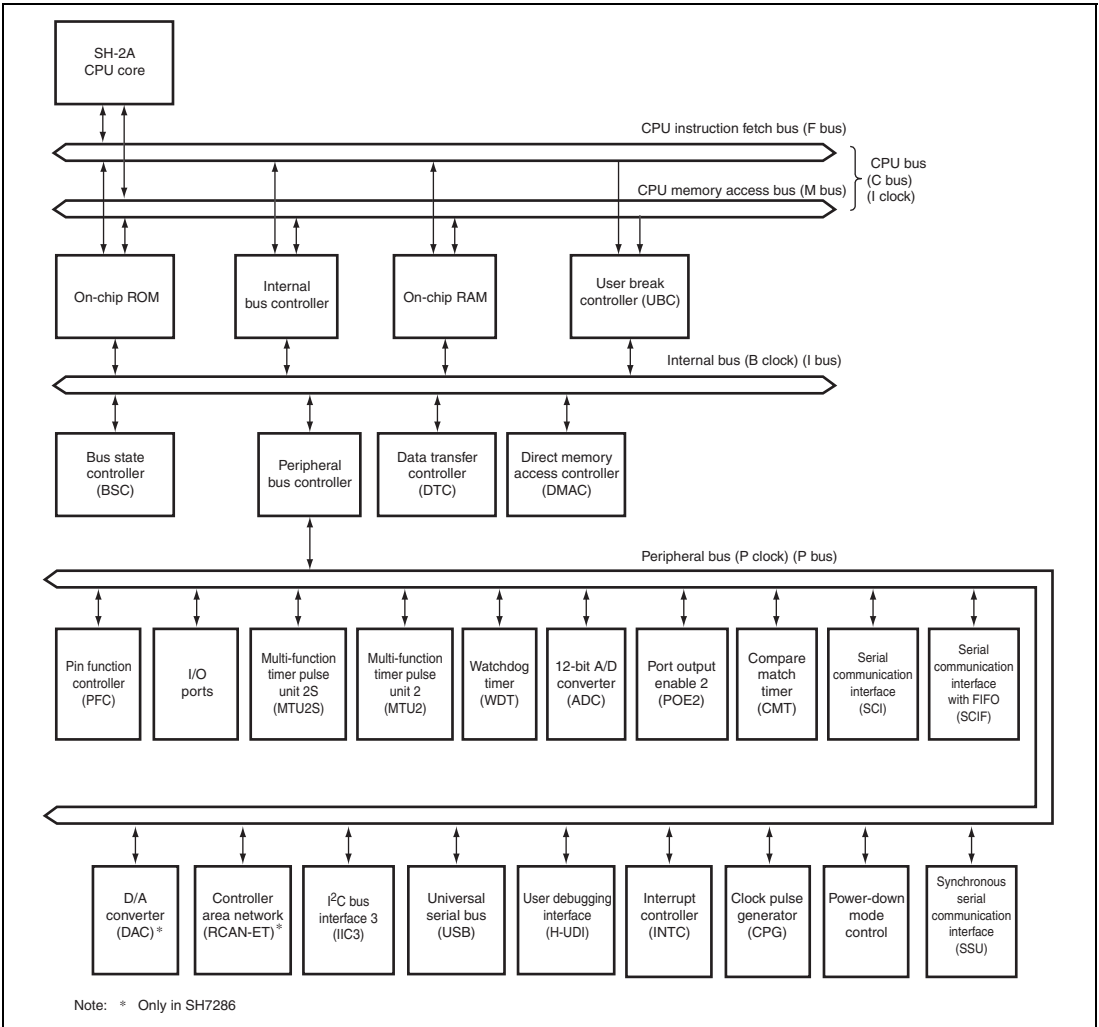 SH-2A
CPU core
CPU instruction fetch bus (F bus)
CPU bus
(C bus)
(I clock)
CPU memory access bus (M bus)
On-chip ROM
Internal
bus controller
On-chip RAM
User break
controller (UBC)
Internal bus (B clock) (I bus)
Bus state
controller
(BSC)
Peripheral
bus controller
Data transfer
controller
(DTC)
Direct memory
access controller
(DMAC)
Peripheral bus (P clock) (P bus)
Pin function
controller
(PFC)
I/O
ports
Multi-function
timer pulse
unit 2S
(MTU2S)
Multi-function
timer pulse
unit 2
(MTU2)
Watchdog
timer
(WDT)
12-bit A/D
converter
(ADC)
Port output
enable 2
(POE2)
Compare
match
timer
(CMT)
Serial
communication
interface
(SCI)
Serial
communication
interface
with FIFO
(SCIF)
D/A
converter
(DAC)*
Controller
area network
(RCAN-ET)*
I²C bus
interface 3
(IIC3)
Universal
serial bus
(USB)
User debugging
interface
(H-UDI)
Interrupt
controller
(INTC)
Clock pulse
generator
(CPG)
Power-down
mode
control
Synchronous
serial
communication
interface
(SSU)
Note: * Only in SH7286